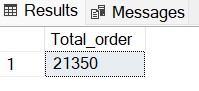 Results Messages
Total_order
1 21350